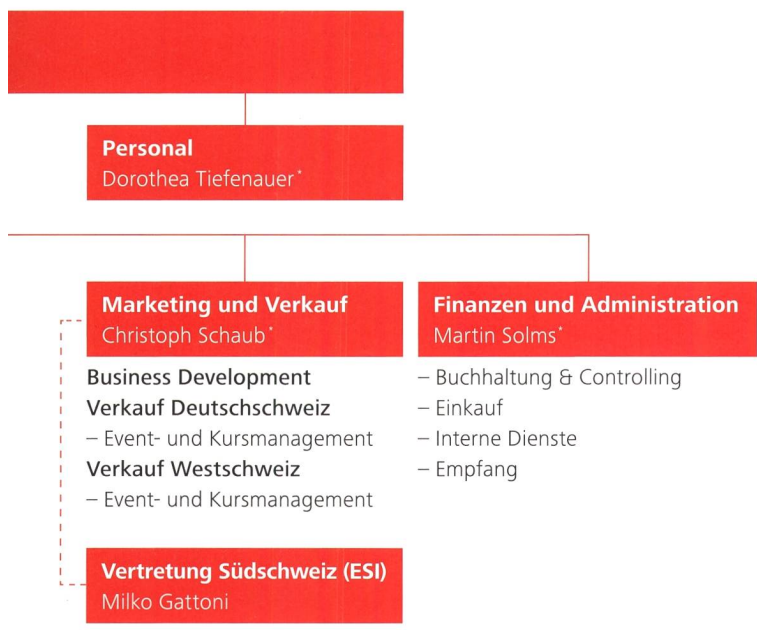 Personal
Dorothea Tiefenauer*
Marketing und Verkauf
Christoph Schaub*
Business Development
Verkauf Deutschschweiz
– Event- und Kursmanagement
Verkauf Westschweiz
– Event- und Kursmanagement
Vertretung Südschweiz (ESI)
Milko Gattoni
Finanzen und Administration
Martin Solms*
– Buchhaltung & Controlling
– Einkauf
– Interne Dienste
– Empfang